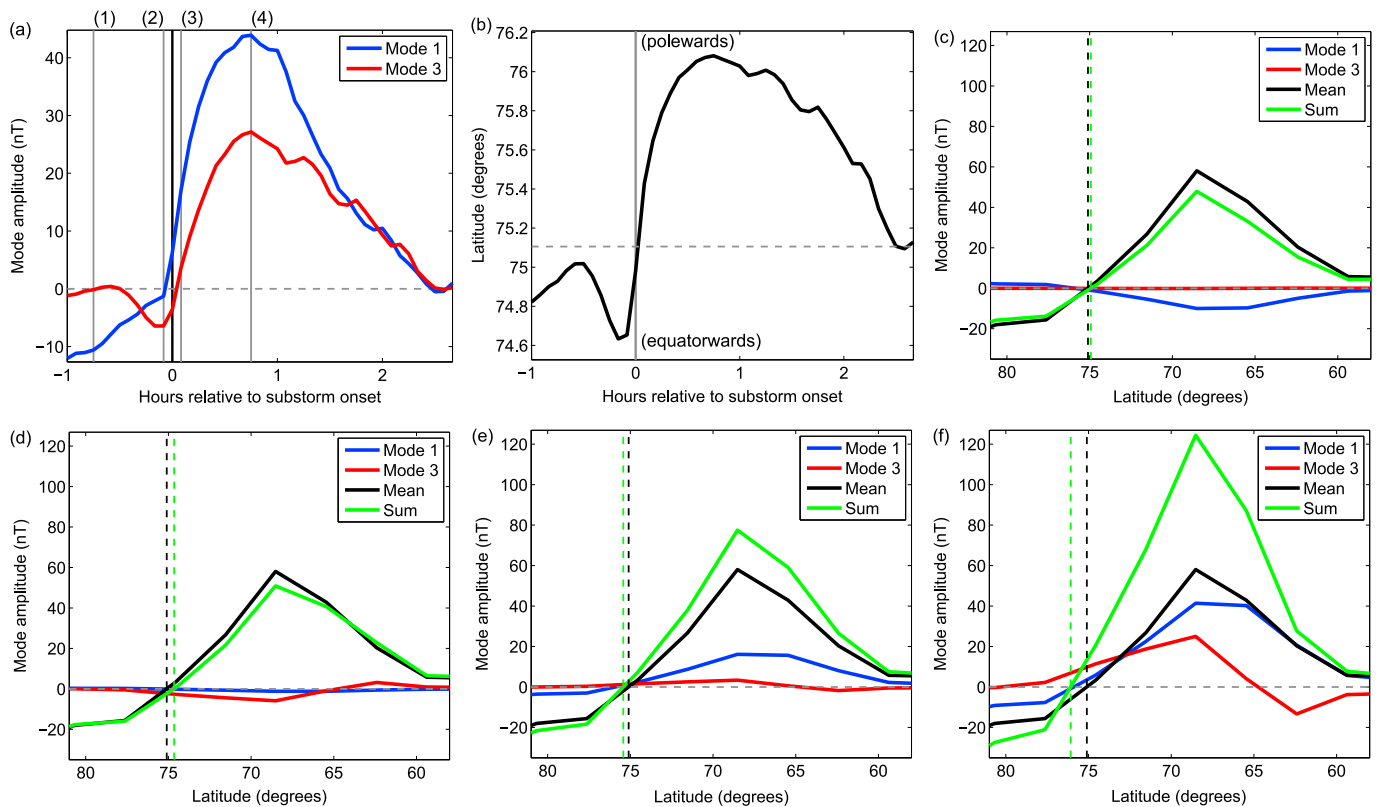 (a)
(1)
(2)
(3)
(4)
Mode 1
Mode 3
Mode amplitude (nT)
40
30
20
10
0
−10
−1
0
1
2
Hours relative to substorm onset
(b)
(polewards)
(equatorwards)
Latitude (degrees)
76.2
76
75.8
75.6
75.4
75.2
75
74.8
74.6
−1
0
1
2
Hours relative to substorm onset
(c)
Mode 1
Mode 3
Mean
Sum
Mode amplitude (nT)
120
100
80
60
40
20
0
−20
80
75
70
65
60
Latitude (degrees)
(d)
Mode 1
Mode 3
Mean
Sum
Mode amplitude (nT)
120
100
80
60
40
20
0
−20
80
75
70
65
60
Latitude (degrees)
(e)
Mode 1
Mode 3
Mean
Sum
Mode amplitude (nT)
120
100
80
60
40
20
0
−20
80
75
70
65
60
Latitude (degrees)
(f)
Mode 1
Mode 3
Mean
Sum
Mode amplitude (nT)
120
100
80
60
40
20
0
−20
80
75
70
65
60
Latitude (degrees)